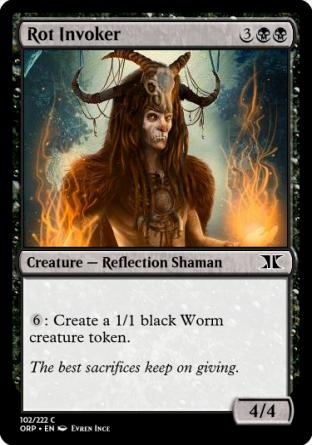 Rot Invoker 3
Creature — Reflection Shaman
6 : Create a 1/1 black Worm
creature token.
The best sacrifices keep on giving.
4/4
102/222 C
ORP • EN Evren Ince